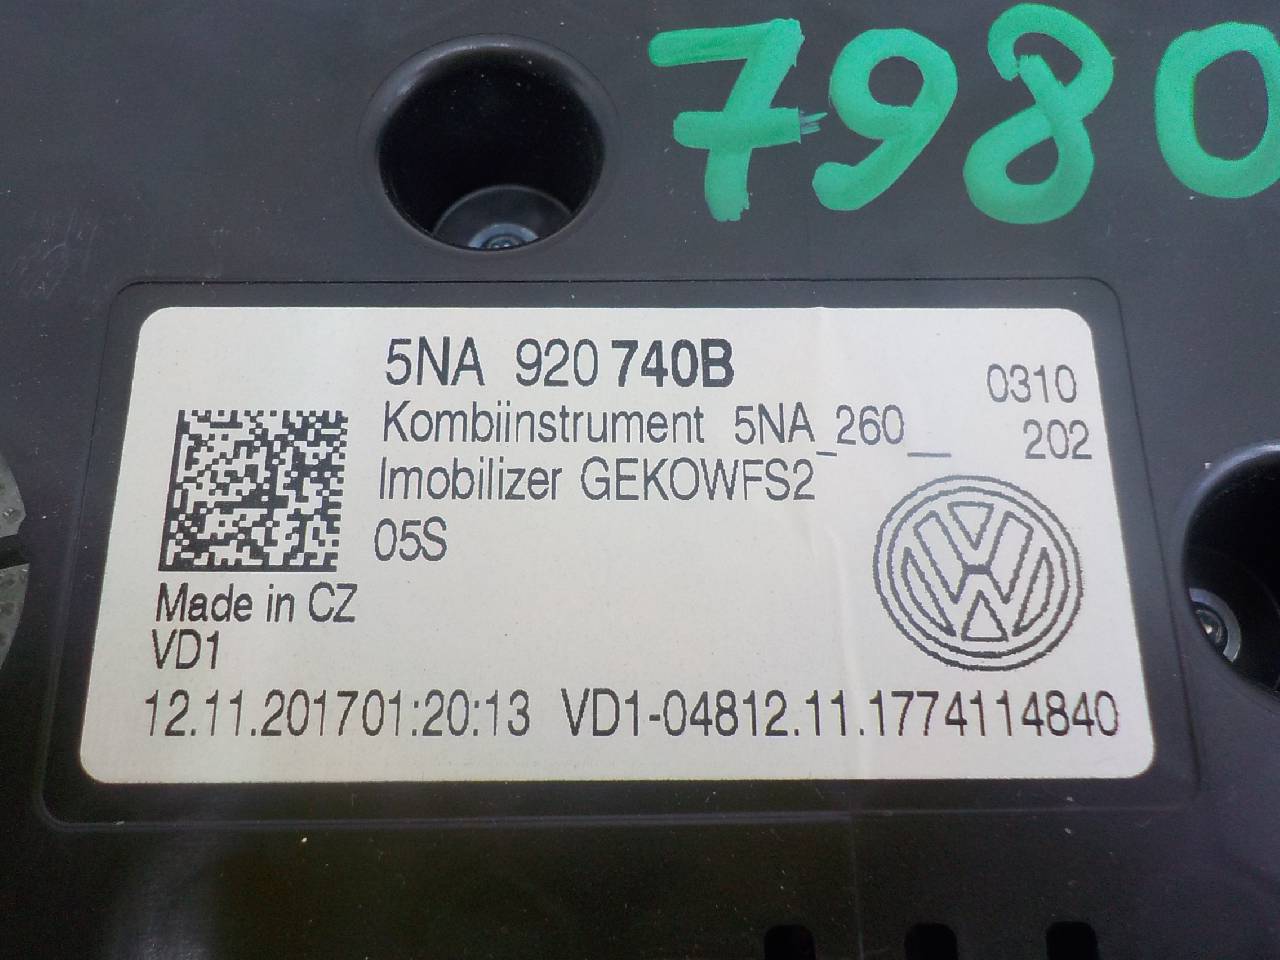 7980
5NA 920 740B
0310
Kombiinstrument 5NA_260__
202
Imobilizer GEKOWFS2
05S
Made in CZ
VD1
12.11.201701:20:13 VD1-04812.11.1774114840